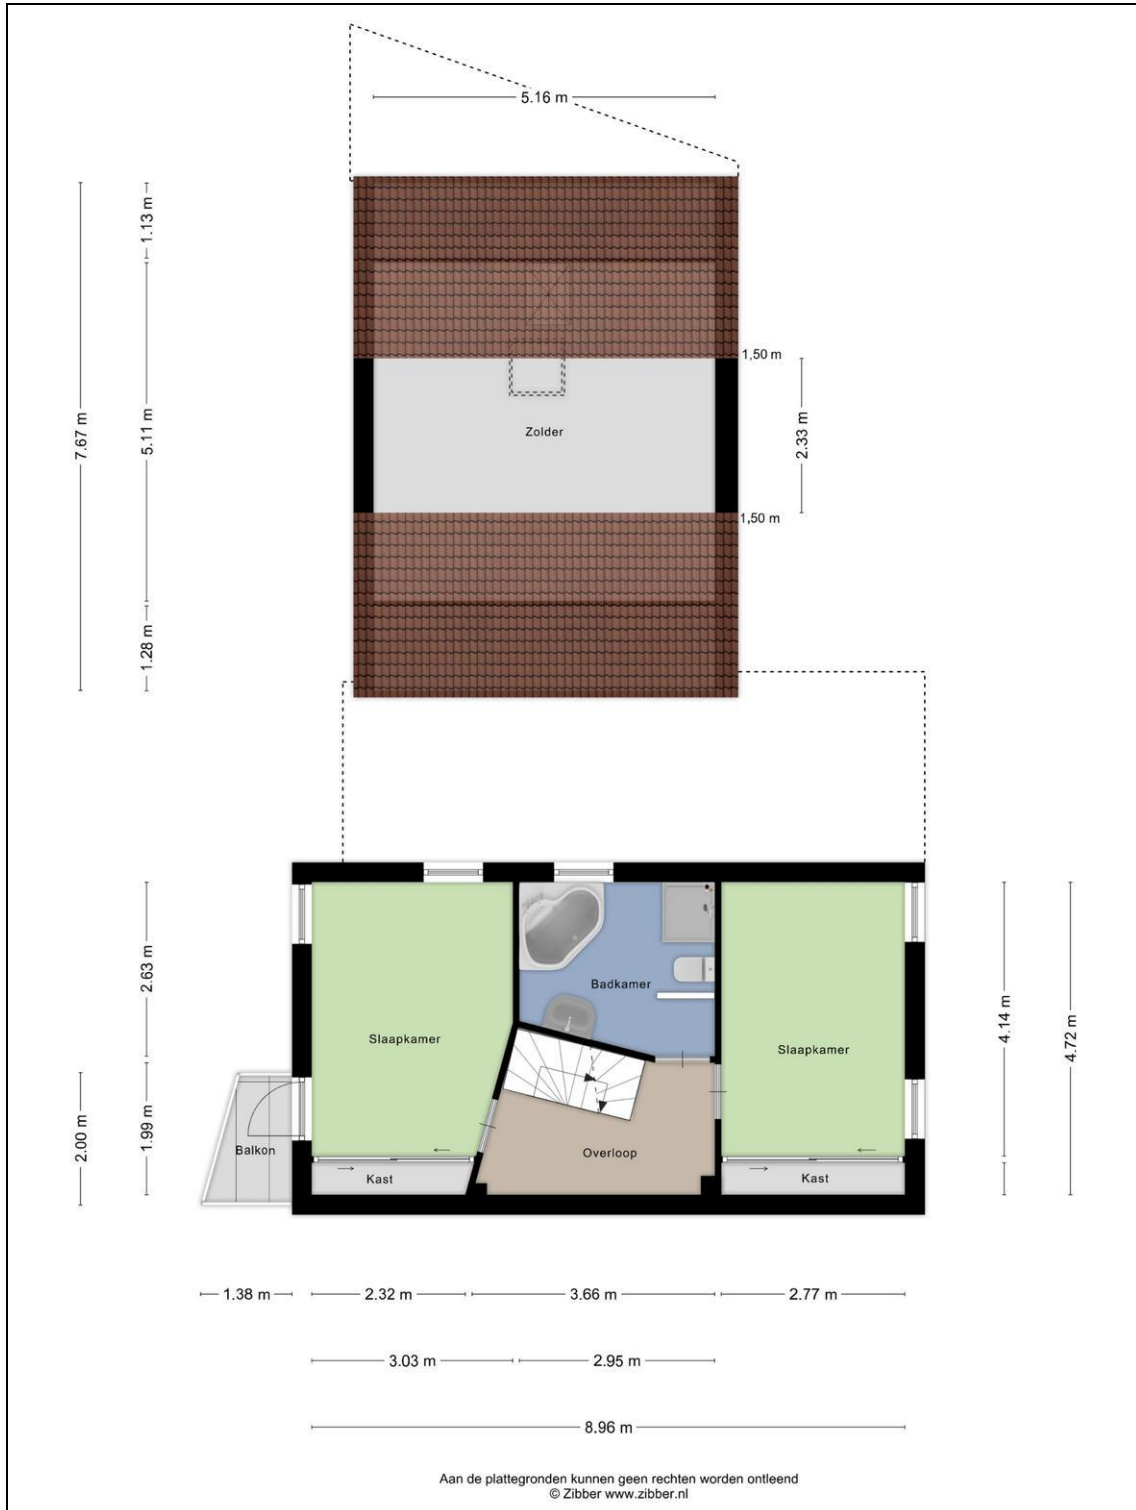 5.16 m
1.13 m
7.67 m
5.11 m
1.28 m
1,50 m
Zolder
2.33 m
1,50 m
2.63 m
1.99 m
2.00 m
Badkamer
Slaapkamer
Slaapkamer
4.14 m
4.72 m
Balkon
Overloop
Kast
Kast
1.38 m
2.32 m
3.66 m
2.77 m
3.03 m
2.95 m
8.96 m
Aan de plattegronden kunnen geen rechten worden ontleend
© Zibber www.zibber.nl